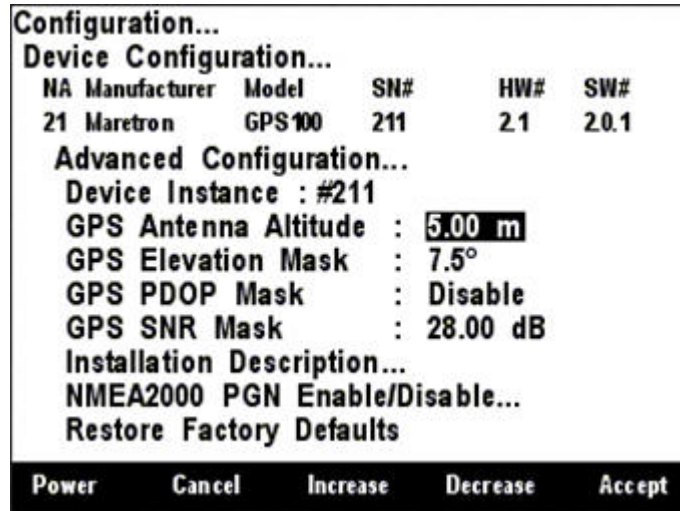 Configuration...
Device Configuration...
NA Manufacturer Model SN# HW# SW#
21 Maretron GPS100 211 2.1 2.0.1
Advanced Configuration...
Device Instance : #211
GPS Antenna Altitude : 5.00 m
GPS Elevation Mask : 7.5°
GPS PDOP Mask : Disable
GPS SNR Mask : 28.00 dB
Installation Description...
NMEA2000 PGN Enable/Disable...
Restore Factory Defaults
Power Cancel Increase Decrease Accept